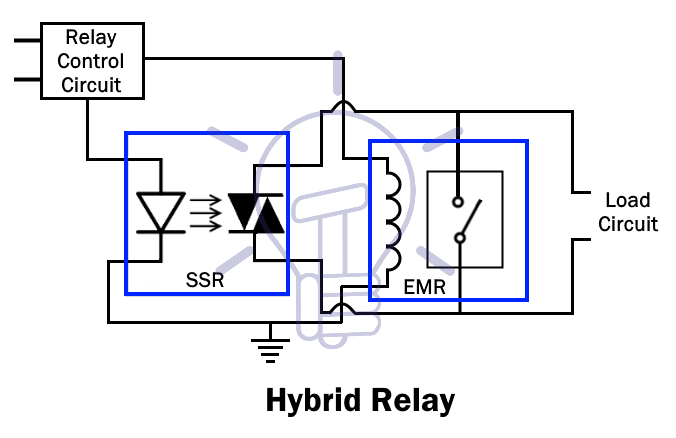 Relay
Control
Circuit
SSR
EMR
Load
Circuit
Hybrid Relay